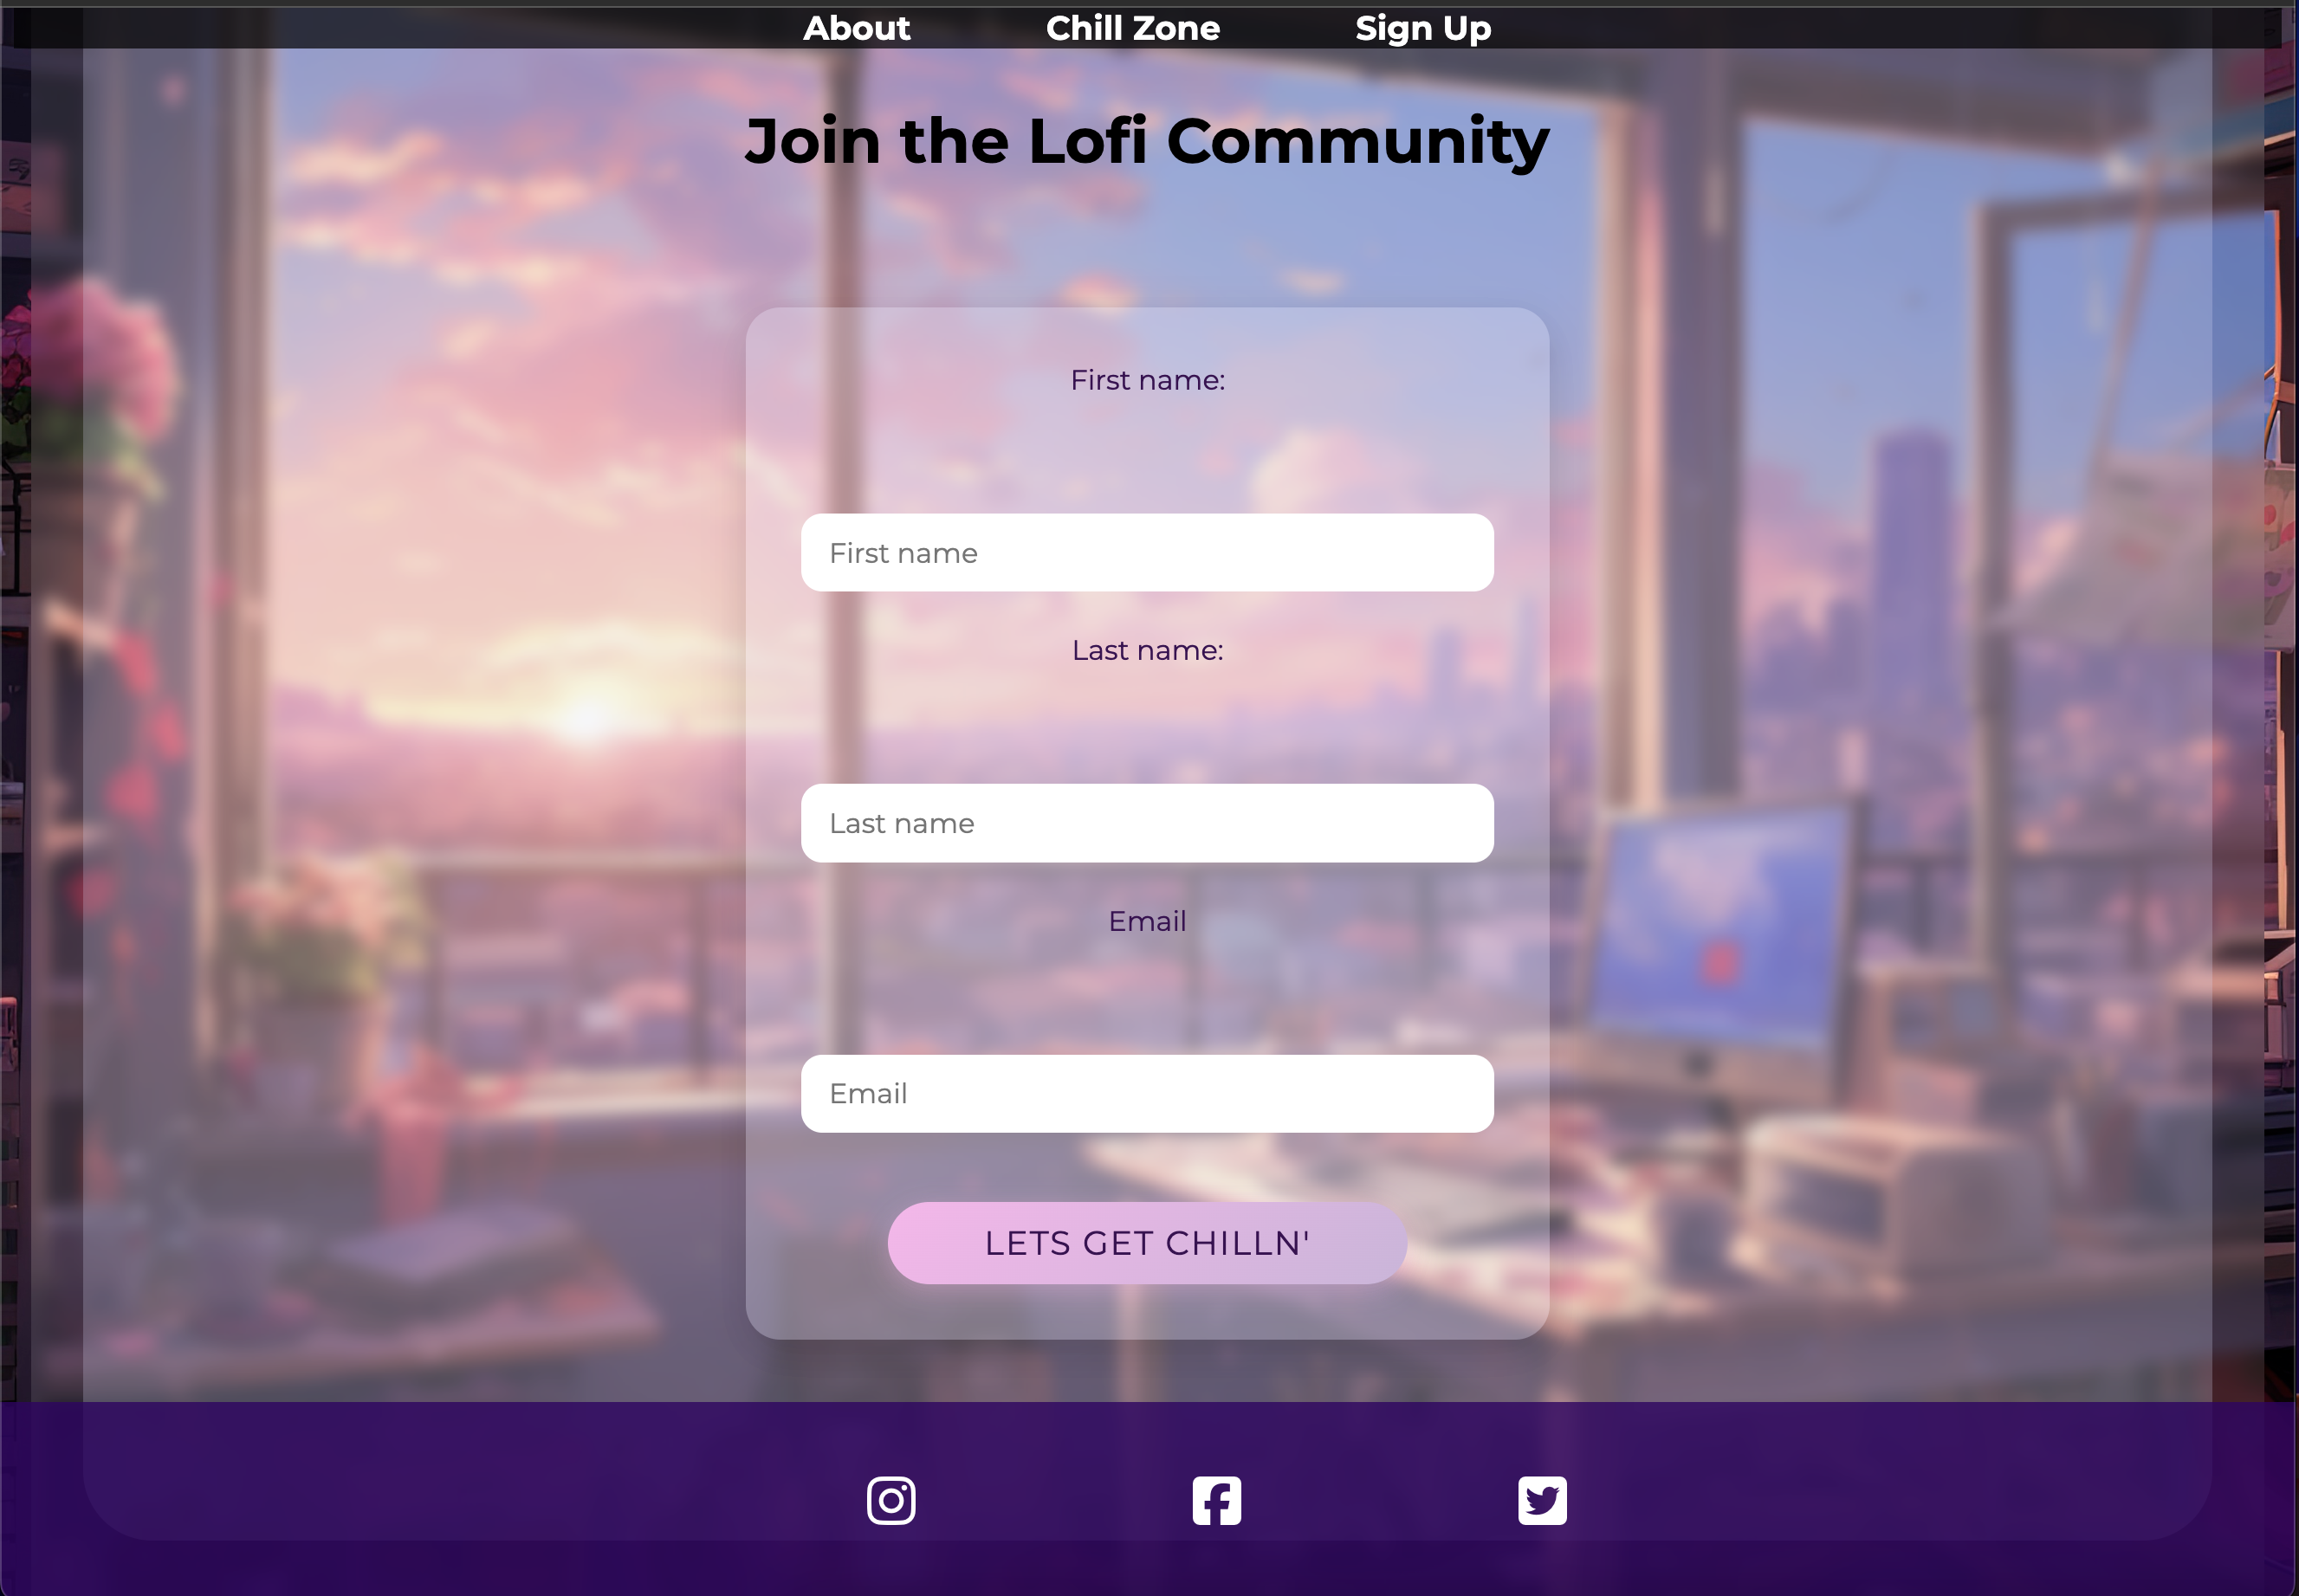 About Chill Zone Sign Up
Join the Lofi Community
First name:
First name
Last name:
Last name
Email
Email
LETS GET CHILLN'